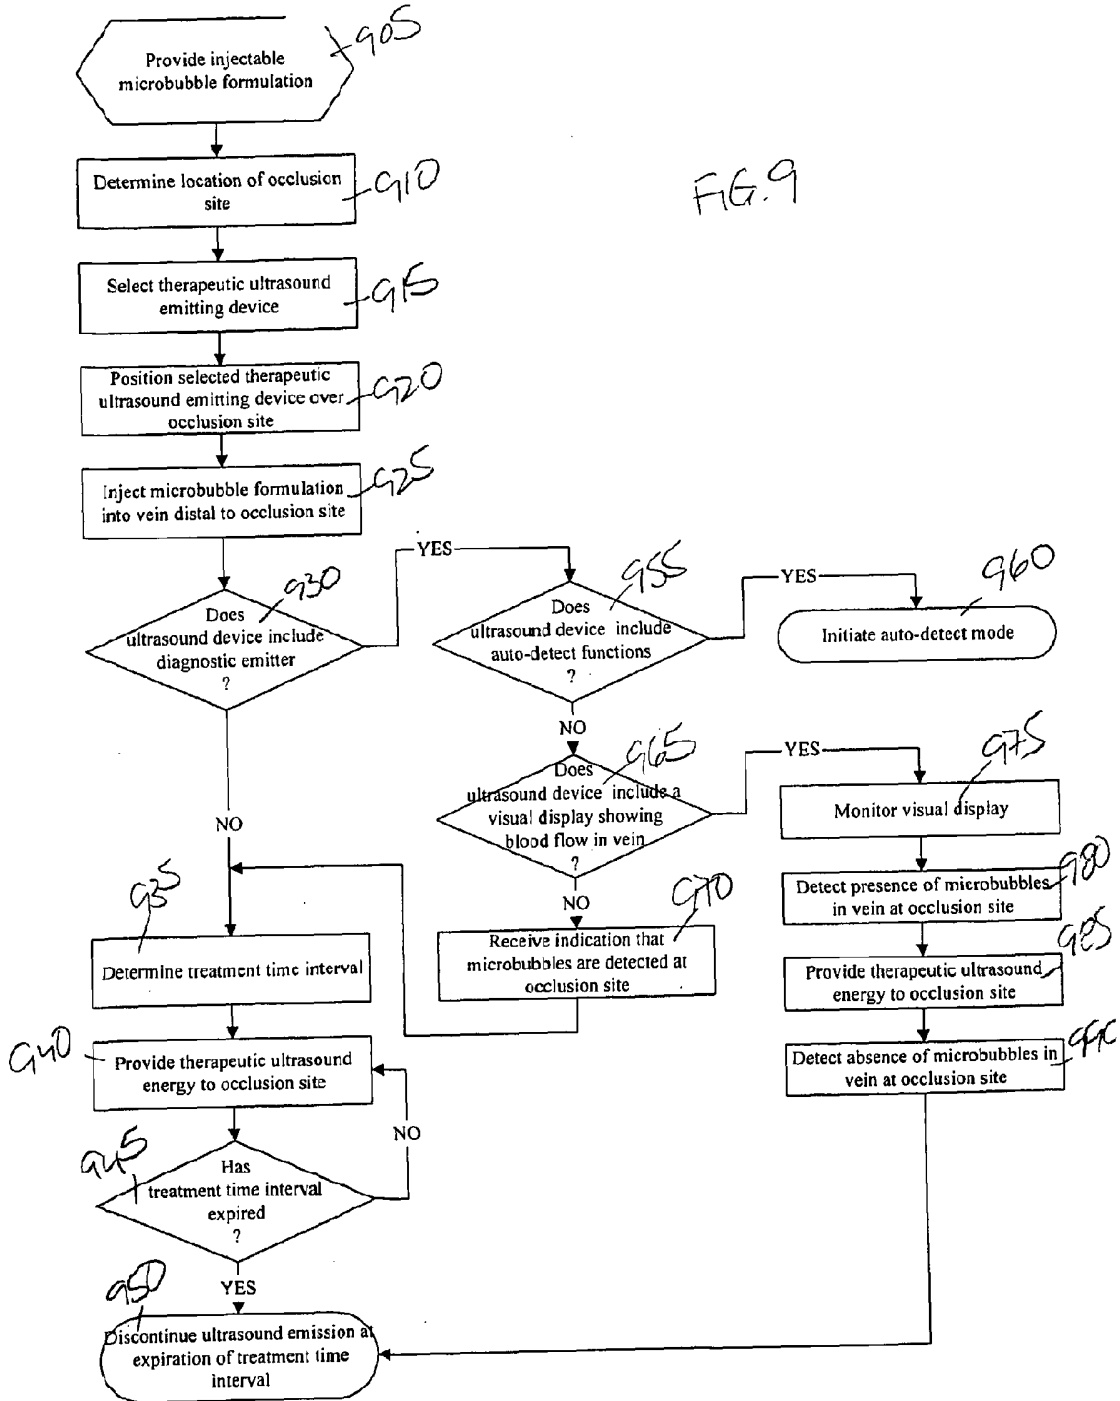 Provide injectable
microbubble formulation
905
Determine location of occlusion
site
910
FIG. 9
Select therapeutic ultrasound
emitting device
915
Position selected therapeutic
ultrasound emitting device over
occlusion site
920
Inject microbubble formulation
into vein distal to occlusion site
925
Does
ultrasound device include
diagnostic emitter
?
930
YES
Does
ultrasound device include
auto-detect functions
?
955
YES
Initiate auto-detect mode
960
NO
Does
ultrasound device include a
visual display showing
blood flow in vein
?
965
YES
Monitor visual display
975
Detect presence of microbubbles
in vein at occlusion site
980
Provide therapeutic ultrasound
energy to occlusion site
985
Detect absence of microbubbles in
vein at occlusion site
NO
Receive indication that
microbubbles are detected at
occlusion site
970
NO
Determine treatment time interval
935
Provide therapeutic ultrasound
energy to occlusion site
940
NO
Has
treatment time interval
expired
?
945
YES
Discontinue ultrasound emission at
expiration of treatment time
interval
950